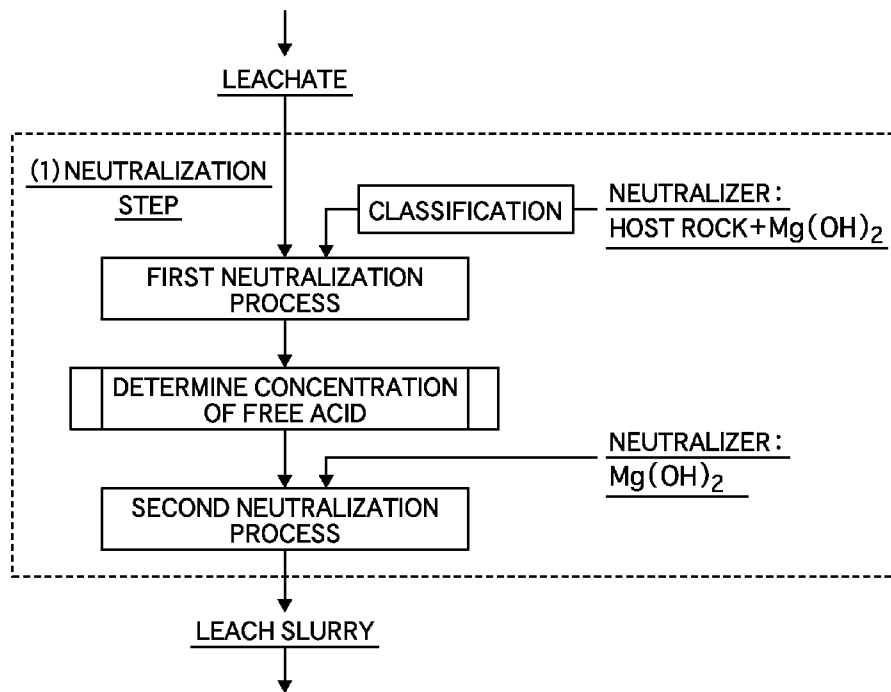 LEACHATE
(1) NEUTRALIZATION
STEP
CLASSIFICATION
NEUTRALIZER:
HOST ROCK+Mg(OH)2
FIRST NEUTRALIZATION
PROCESS
DETERMINE CONCENTRATION
OF FREE ACID
NEUTRALIZER:
Mg(OH)2
SECOND NEUTRALIZATION
PROCESS
LEACH SLURRY